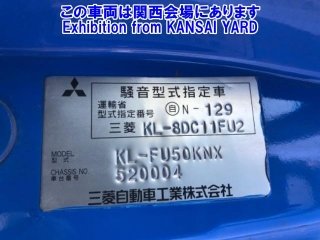 この車両は関西会場にあります
Exhibition from KANSAI YARD
騒音型式指定車
運輸省
型式指定番号 自 N - 129
三菱 KL-8DC11FU2
MODEL
型式 KL-FU50KNX
CHASSIS NO.
車台番号 520004
三菱自動車工業株式会社